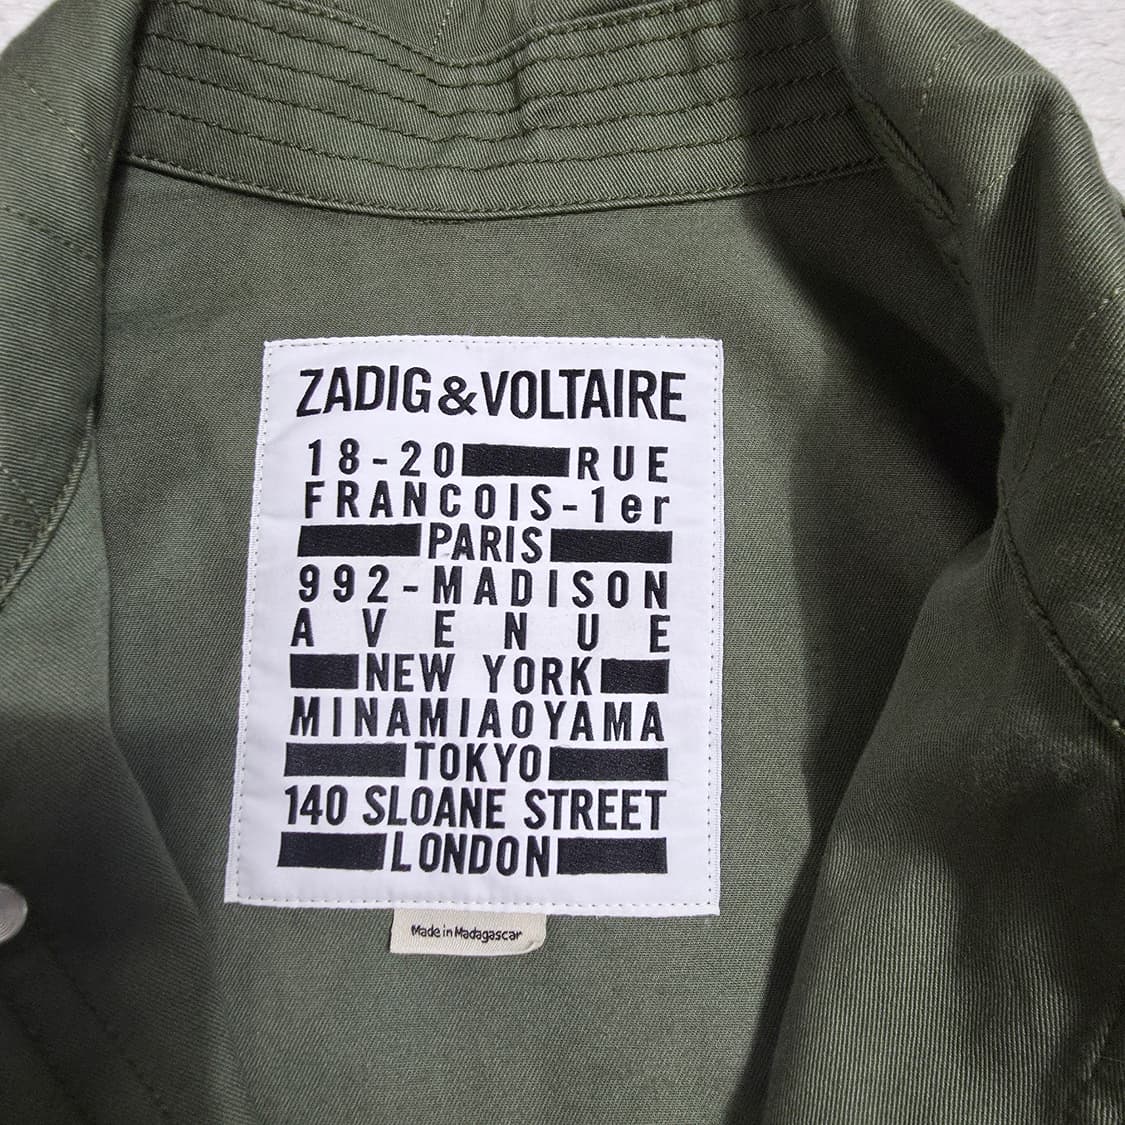 ZADIG&VOLTAIRE
18-20 RUE
FRANCOIS-1er
PARIS
992-MADISON
AVENUE
NEW YORK
MINAMIAOYAMA
TOKYO
140 SLOANE STREET
LONDON
Made in Madagascar